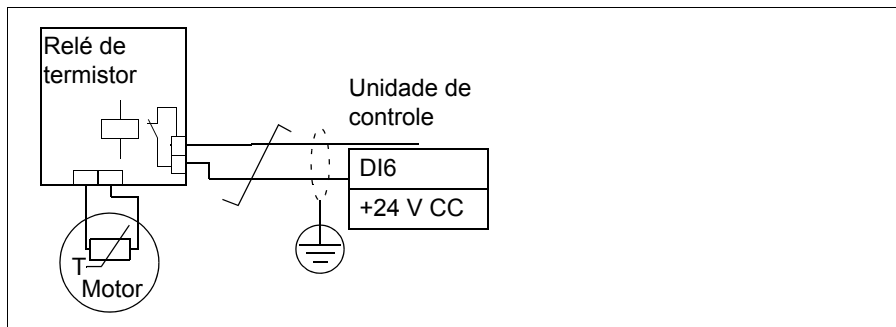 Relé de
termistor
Unidade de
controle
DI6
+24 V CC
T
Motor